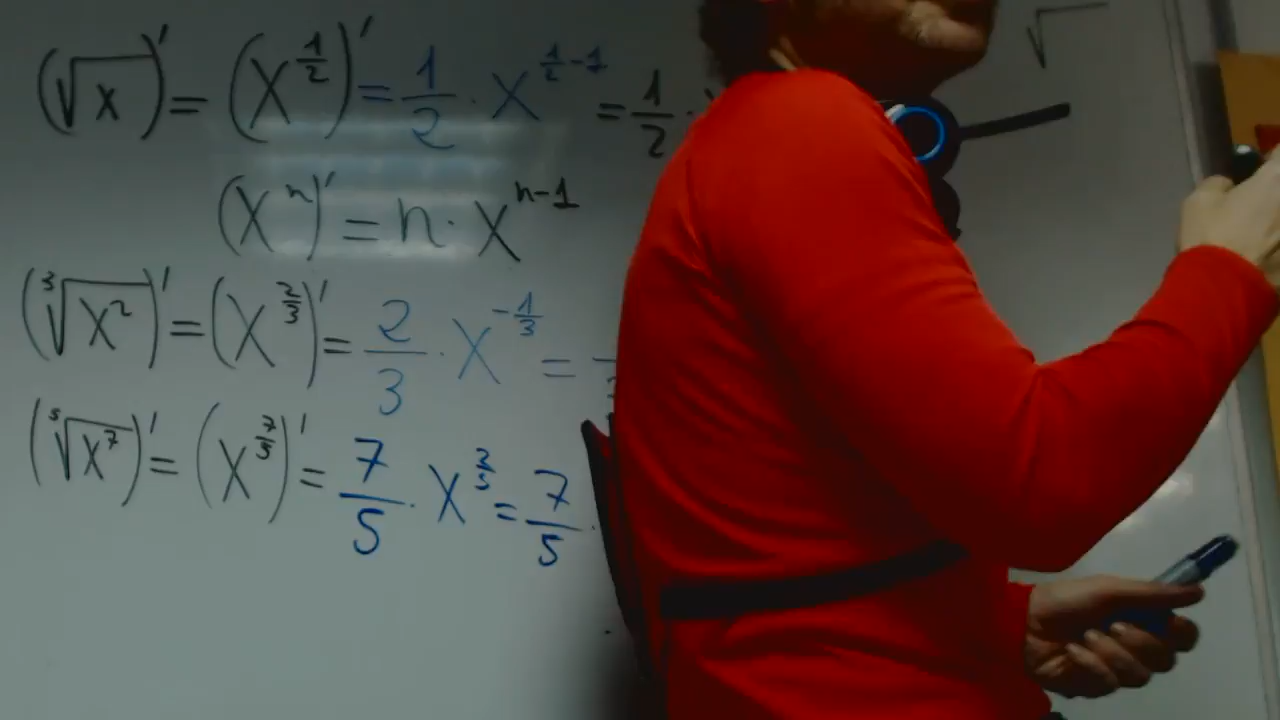 (√x)' = (x^{1/2})' = 1/2 · x^{1/2 - 1} = 1/2 · √
(x^n)' = n · x^{n-1}
(∛x²)' = (x^{2/3})' = 2/3 · x^{-1/3} =
(⁵√x⁷)' = (x^{7/5})' = 7/5 · x^{2/5} = 7/5 ·